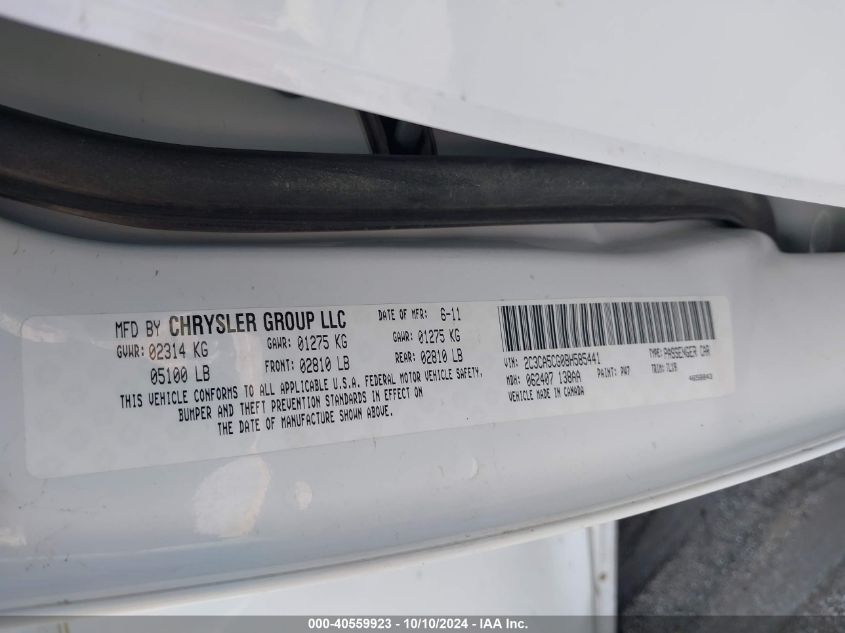 MFD BY CHRYSLER GROUP LLC
DATE OF MFR: 6-11
GVWR: 02314 KG GAWR: 01275 KG GAWR: 01275 KG
05100 LB FRONT: 02810 LB REAR: 02810 LB
THIS VEHICLE CONFORMS TO ALL APPLICABLE U.S.A. FEDERAL MOTOR VEHICLE SAFETY,
BUMPER AND THEFT PREVENTION STANDARDS IN EFFECT ON
THE DATE OF MANUFACTURE SHOWN ABOVE.
VIN: 2C3CA5CG0BH585441 TYPE: PASSENGER CAR
MDH: 062407 138AA PAINT: PW7 TRIM: TL19
VEHICLE MADE IN CANADA
000-40559923 - 10/10/2024 - IAA Inc.